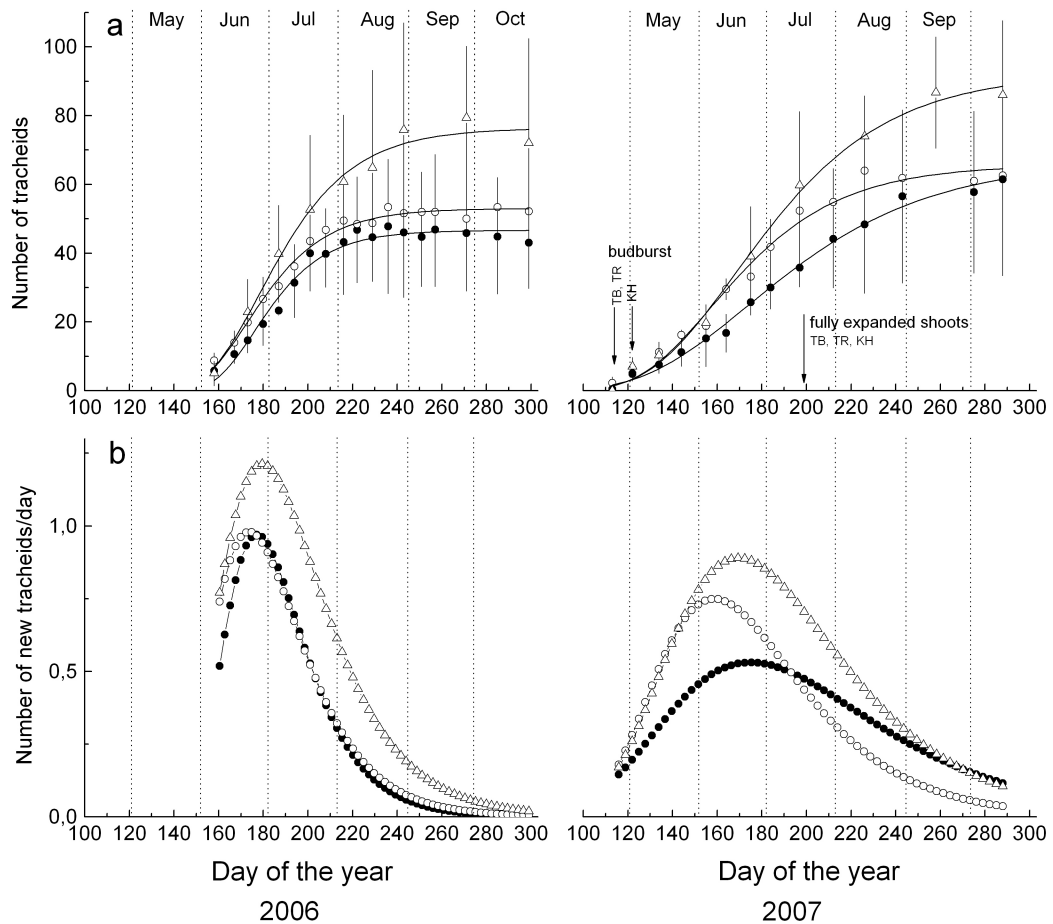 a
May Jun Jul Aug Sep Oct
May Jun Jul Aug Sep
Number of tracheids
100
80
60
40
20
0
budburst
TB, TR
KH
fully expanded shoots
TB, TR, KH
100 120 140 160 180 200 220 240 260 280 300
100 120 140 160 180 200 220 240 260 280 300
b
Number of new tracheids/day
1,0
0,5
0,0
100 120 140 160 180 200 220 240 260 280 300
100 120 140 160 180 200 220 240 260 280 300
Day of the year
Day of the year
2006
2007